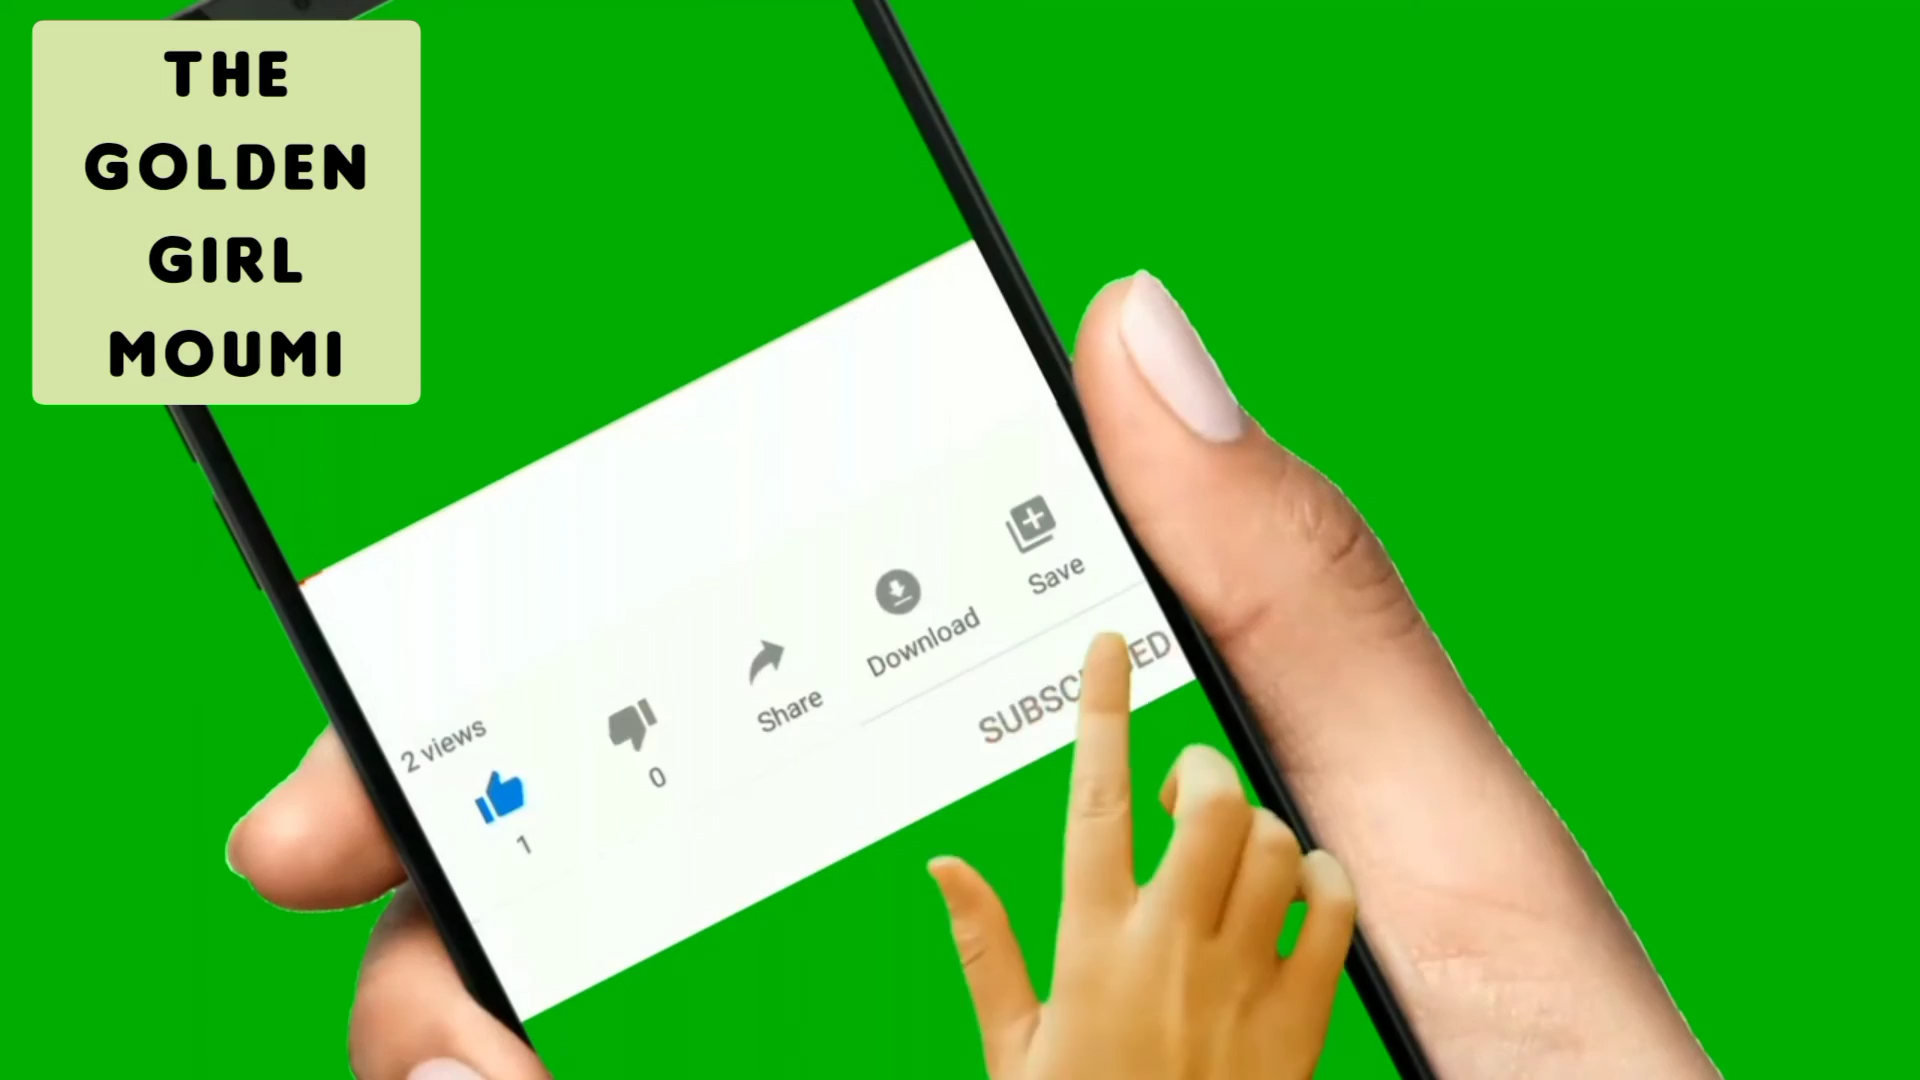 THE
GOLDEN
GIRL
MOUMI
2 views
1
0
Share
Download
Save